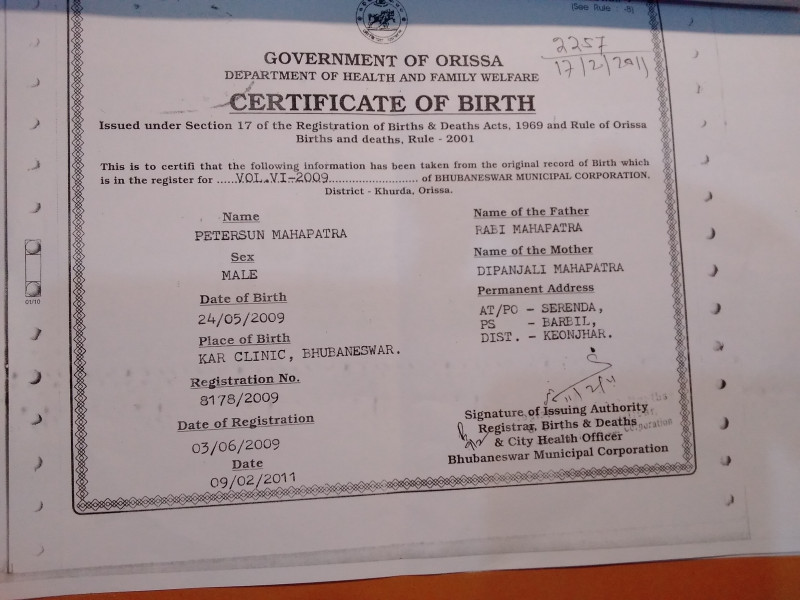 (See Rule : -8)
2257
17/2/2011
GOVERNMENT OF ORISSA
DEPARTMENT OF HEALTH AND FAMILY WELFARE
CERTIFICATE OF BIRTH
Issued under Section 17 of the Registration of Births & Deaths Acts, 1969 and Rule of Orissa
Births and deaths, Rule - 2001
This is to certifi that the following information has been taken from the original record of Birth which
is in the register for .....VOL.VI-2009......................... of BHUBANESWAR MUNICIPAL CORPORATION,
District - Khurda, Orissa.
Name
PETERSUN MAHAPATRA
Sex
MALE
Date of Birth
24/05/2009
Place of Birth
KAR CLINIC, BHUBANESWAR.
Registration No.
8178/2009
Date of Registration
03/06/2009
Date
09/02/2011
Name of the Father
RABI MAHAPATRA
Name of the Mother
DIPANJALI MAHAPATRA
Permanent Address
AT/PO - SERENDA,
PS - BARBIL,
DIST. - KEONJHAR.
11/2/11
Signature of Issuing Authority
Registrar, Births & Deaths
& City Health Officer
Bhubaneswar Municipal Corporation
01/10